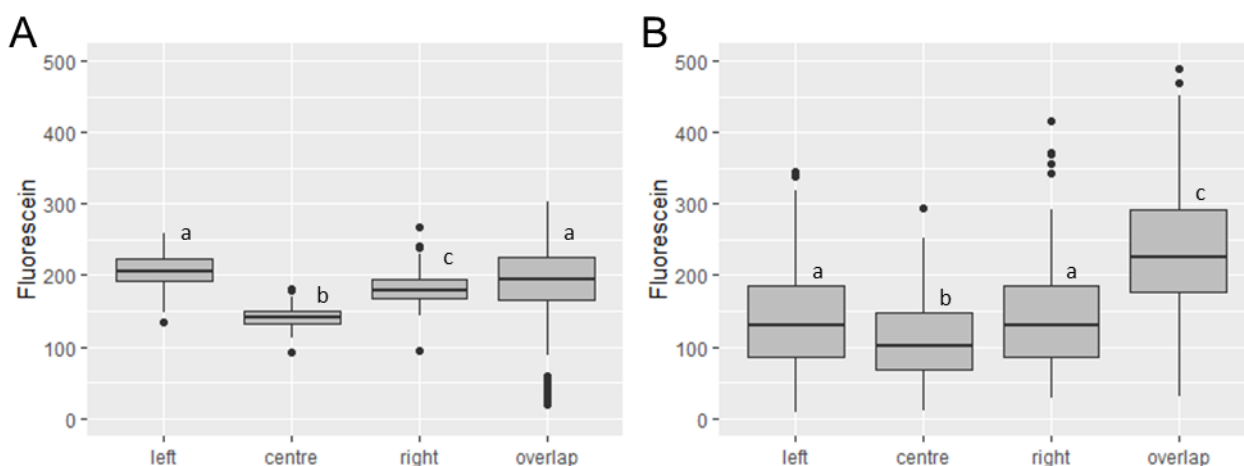 A
Fluorescein
500
400
300
200
100
0
a
b
c
a
left centre right overlap
B
Fluorescein
500
400
300
200
100
0
a
b
a
c
left centre right overlap